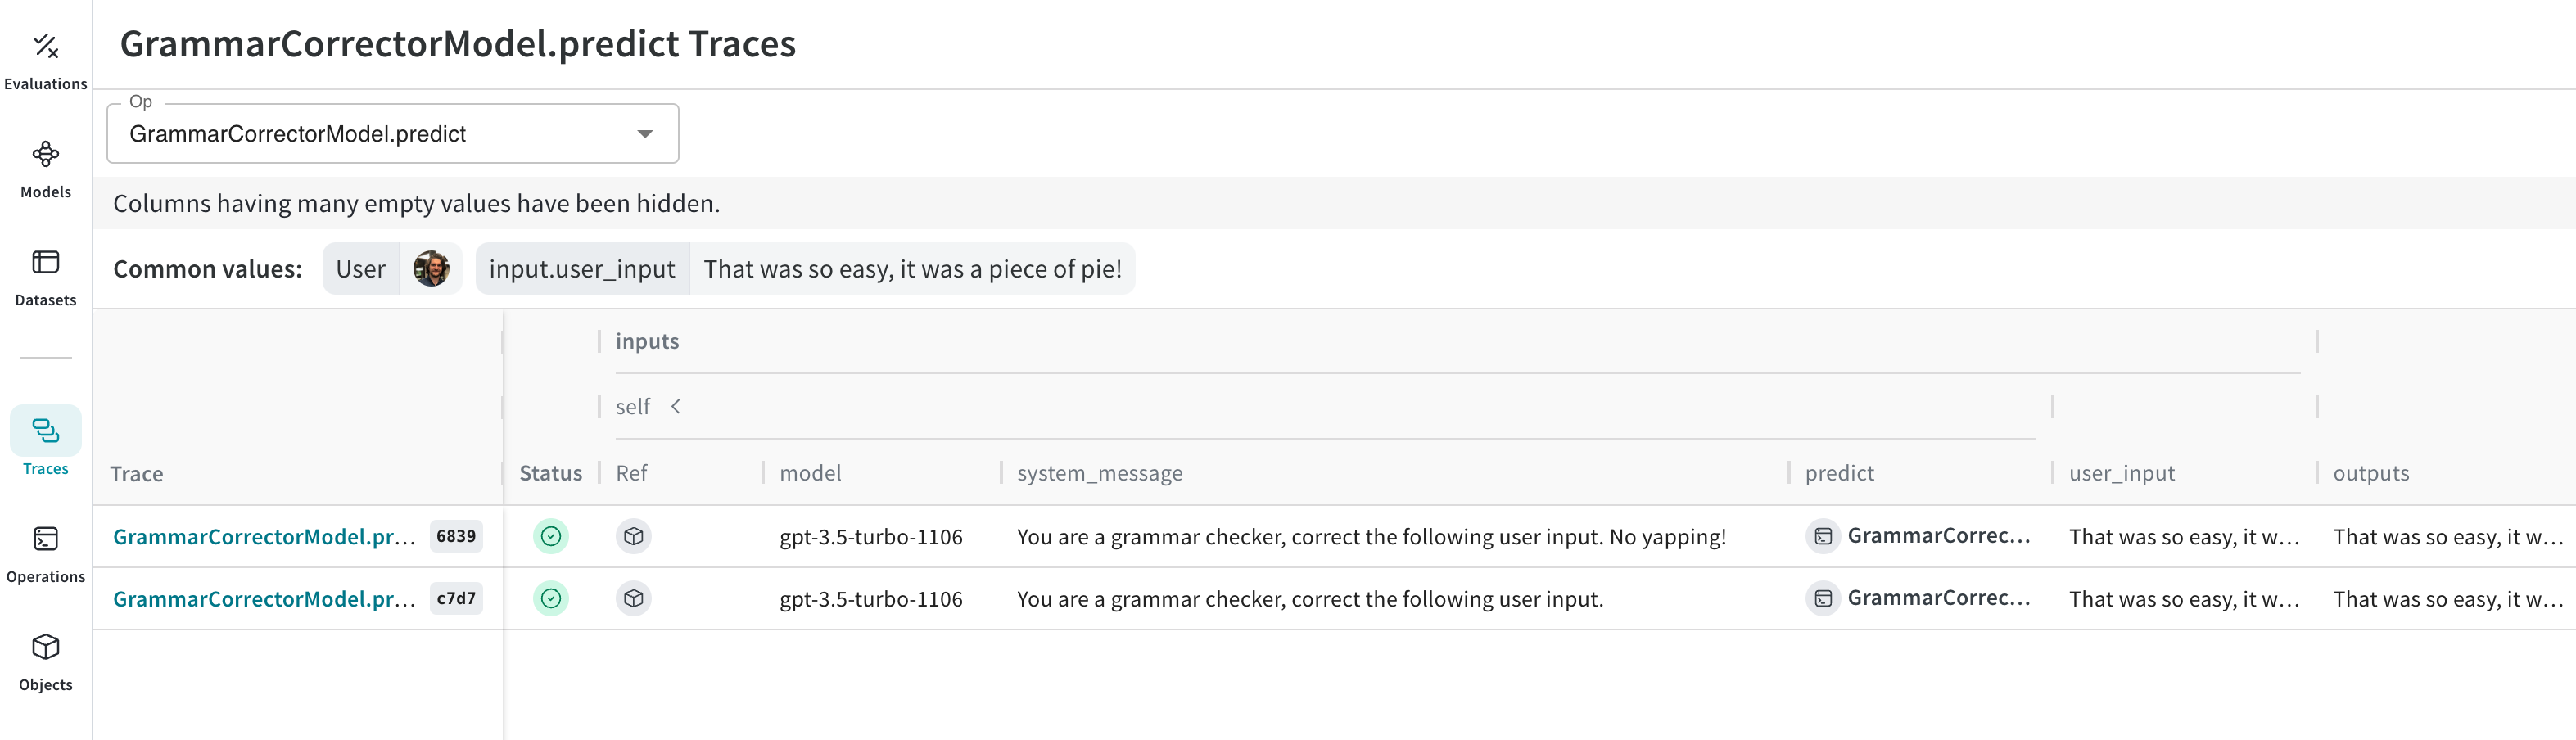 Evaluations
Models
Datasets
Traces
Operations
Objects
GrammarCorrectorModel.predict Traces
Op
GrammarCorrectorModel.predict
Columns having many empty values have been hidden.
Common values: User input.user_input That was so easy, it was a piece of pie!
inputs
self
Trace Status Ref model system_message predict user_input outputs
GrammarCorrectorModel.pr... 6839 gpt-3.5-turbo-1106 You are a grammar checker, correct the following user input. No yapping! GrammarCorrec... That was so easy, it w... That was so easy, it w...
GrammarCorrectorModel.pr... c7d7 gpt-3.5-turbo-1106 You are a grammar checker, correct the following user input. GrammarCorrec... That was so easy, it w... That was so easy, it w...